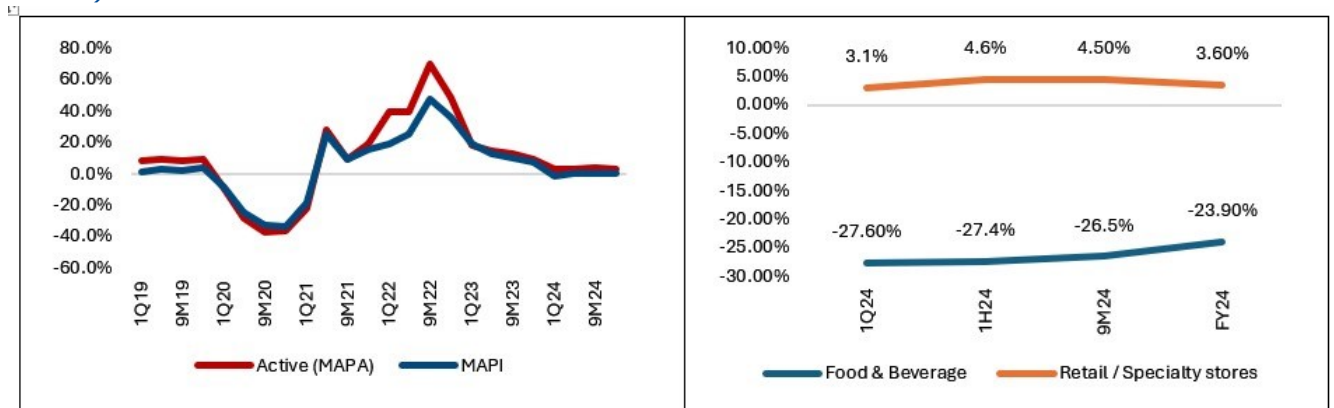 80.0%
60.0%
40.0%
20.0%
0.0%
-20.0%
-40.0%
-60.0%
1Q19
9M19
1Q20
9M20
1Q21
9M21
1Q22
9M22
1Q23
9M23
1Q24
9M24
Active (MAPA)
MAPI
10.00%
5.00%
0.00%
-5.00%
-10.00%
-15.00%
-20.00%
-25.00%
-30.00%
3.1%
4.6%
4.50%
3.60%
-27.60%
-27.4%
-26.5%
-23.90%
1Q24
1H24
9M24
FY24
Food & Beverage
Retail / Specialty stores